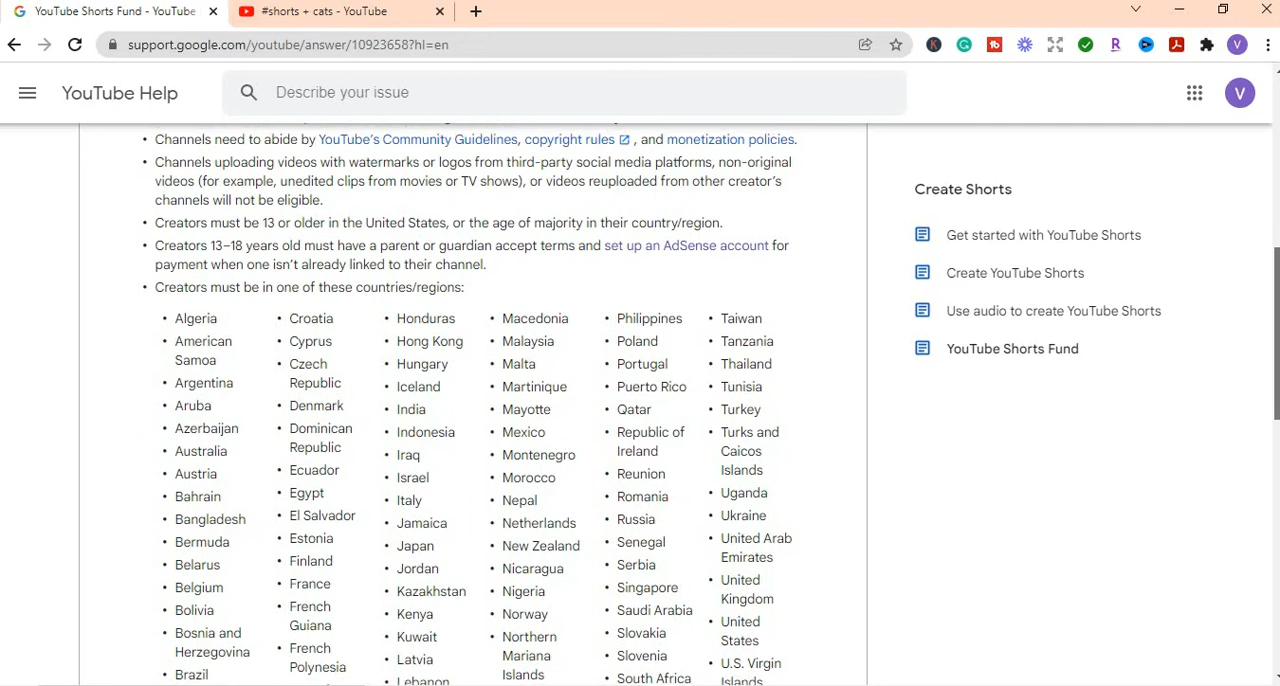 YouTube Shorts Fund - YouTube
#shorts + cats - YouTube
support.google.com/youtube/answer/10923658?hl=en
YouTube Help
Describe your issue
V
V
• Channels need to abide by YouTube's Community Guidelines, copyright rules , and monetization policies.
• Channels uploading videos with watermarks or logos from third-party social media platforms, non-original
videos (for example, unedited clips from movies or TV shows), or videos reuploaded from other creator's
channels will not be eligible.
• Creators must be 13 or older in the United States, or the age of majority in their country/region.
• Creators 13–18 years old must have a parent or guardian accept terms and set up an AdSense account for
payment when one isn't already linked to their channel.
• Creators must be in one of these countries/regions:
• Algeria
• American
Samoa
• Argentina
• Aruba
• Azerbaijan
• Australia
• Austria
• Bahrain
• Bangladesh
• Bermuda
• Belarus
• Belgium
• Bolivia
• Bosnia and
Herzegovina
• Brazil
• Croatia
• Cyprus
• Czech
Republic
• Denmark
• Dominican
Republic
• Ecuador
• Egypt
• El Salvador
• Estonia
• Finland
• France
• French
Guiana
• French
Polynesia
• Honduras
• Hong Kong
• Hungary
• Iceland
• India
• Indonesia
• Iraq
• Israel
• Italy
• Jamaica
• Japan
• Jordan
• Kazakhstan
• Kenya
• Kuwait
• Latvia
• Lebanon
• Macedonia
• Malaysia
• Malta
• Martinique
• Mayotte
• Mexico
• Montenegro
• Morocco
• Nepal
• Netherlands
• New Zealand
• Nicaragua
• Nigeria
• Norway
• Northern
Mariana
Islands
• Philippines
• Poland
• Portugal
• Puerto Rico
• Qatar
• Republic of
Ireland
• Reunion
• Romania
• Russia
• Senegal
• Serbia
• Singapore
• Saudi Arabia
• Slovakia
• Slovenia
• South Africa
• Taiwan
• Tanzania
• Thailand
• Tunisia
• Turkey
• Turks and
Caicos
Islands
• Uganda
• Ukraine
• United Arab
Emirates
• United
Kingdom
• United
States
• U.S. Virgin
Islands
Create Shorts
Get started with YouTube Shorts
Create YouTube Shorts
Use audio to create YouTube Shorts
YouTube Shorts Fund